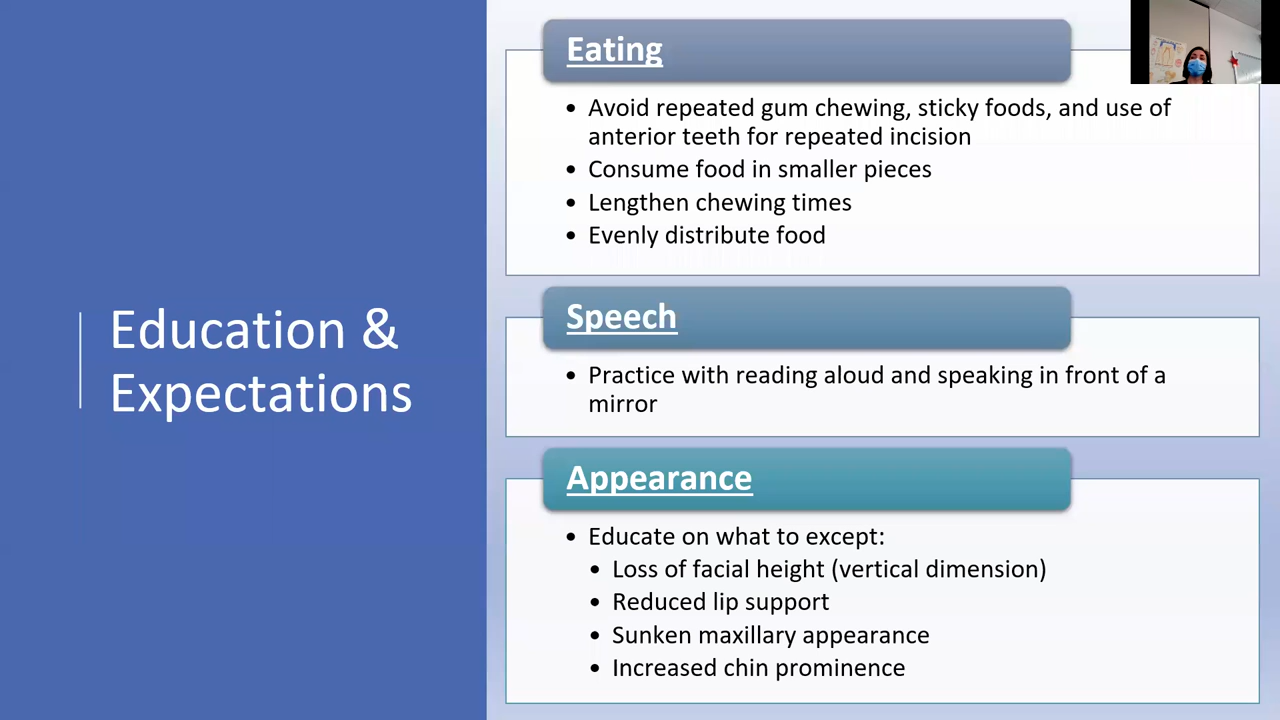 Education &
Expectations
Eating
• Avoid repeated gum chewing, sticky foods, and use of
anterior teeth for repeated incision
• Consume food in smaller pieces
• Lengthen chewing times
• Evenly distribute food
Speech
• Practice with reading aloud and speaking in front of a
mirror
Appearance
• Educate on what to except:
• Loss of facial height (vertical dimension)
• Reduced lip support
• Sunken maxillary appearance
• Increased chin prominence